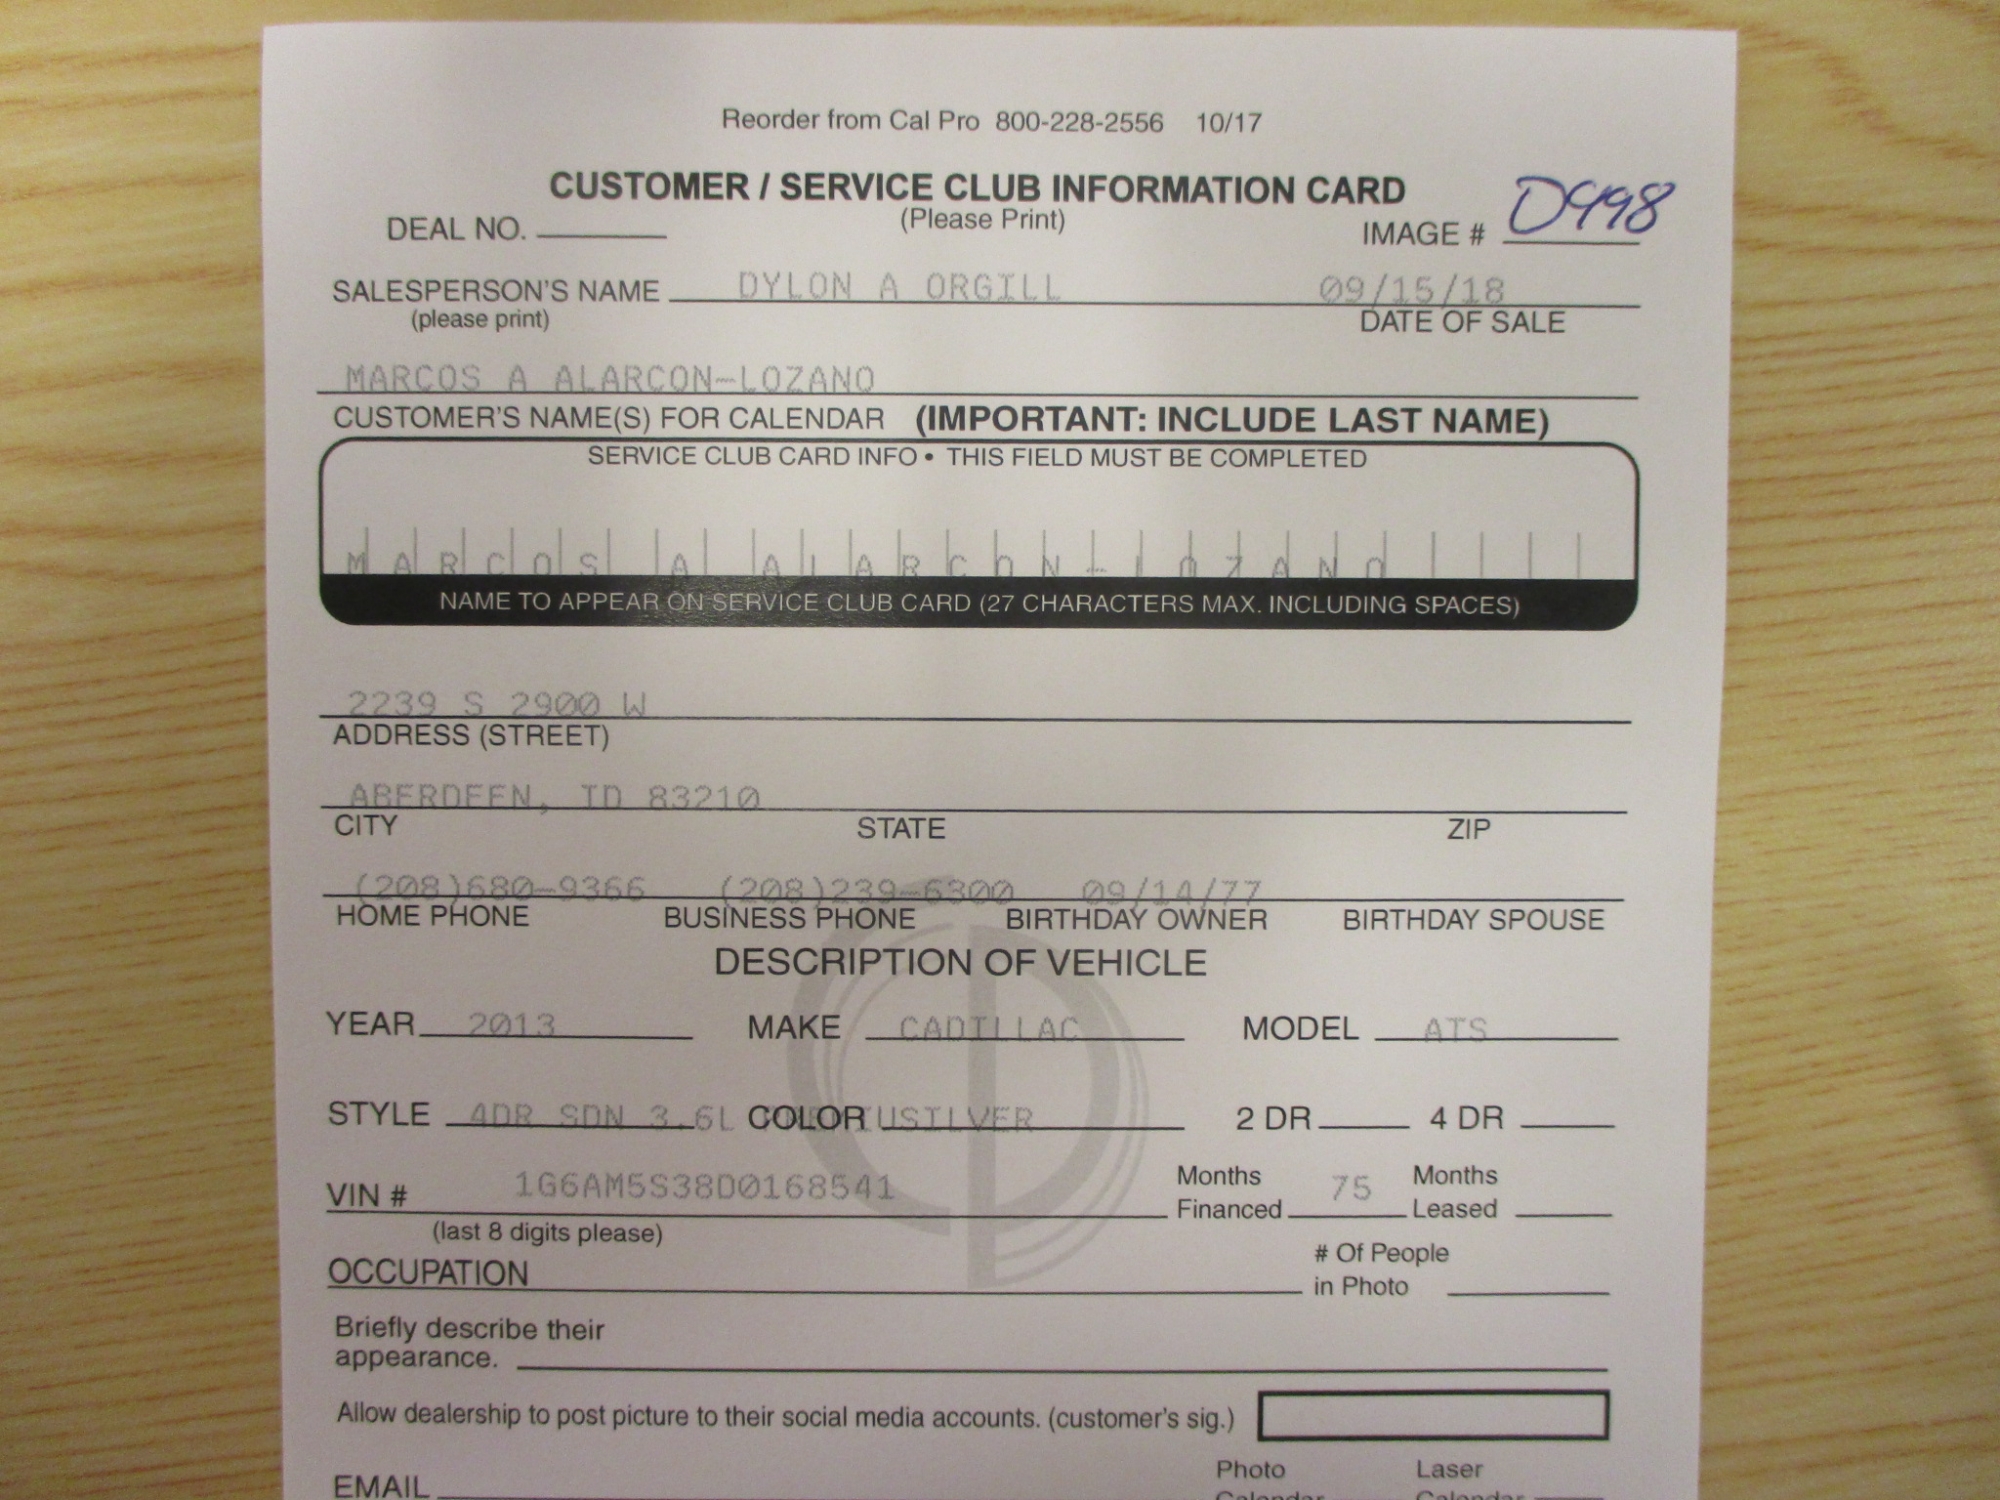 Reorder from Cal Pro 800-228-2556 10/17
CUSTOMER / SERVICE CLUB INFORMATION CARD
(Please Print)
DEAL NO. IMAGE # D998
SALESPERSON'S NAME DYLON A ORGILL 09/15/18
(please print) DATE OF SALE
MARCOS A ALARCON-LOZANO
CUSTOMER'S NAME(S) FOR CALENDAR (IMPORTANT: INCLUDE LAST NAME)
SERVICE CLUB CARD INFO • THIS FIELD MUST BE COMPLETED
MARCOS A ALARCON-LOZANO
NAME TO APPEAR ON SERVICE CLUB CARD (27 CHARACTERS MAX. INCLUDING SPACES)
2239 S 2900 W
ADDRESS (STREET)
ABERDEEN, ID 83210
CITY STATE ZIP
(208)680-9366 (208)239-6300 09/14/77
HOME PHONE BUSINESS PHONE BIRTHDAY OWNER BIRTHDAY SPOUSE
DESCRIPTION OF VEHICLE
YEAR 2013 MAKE CADILLAC MODEL ATS
STYLE 4DR SDN 3.6L COLOR SILVER 2 DR 4 DR
VIN # 1G6AM5S38D0168541 Months Financed 75 Months Leased
(last 8 digits please)
OCCUPATION # Of People in Photo
Briefly describe their
appearance.
Allow dealership to post picture to their social media accounts. (customer's sig.)
EMAIL Photo Laser